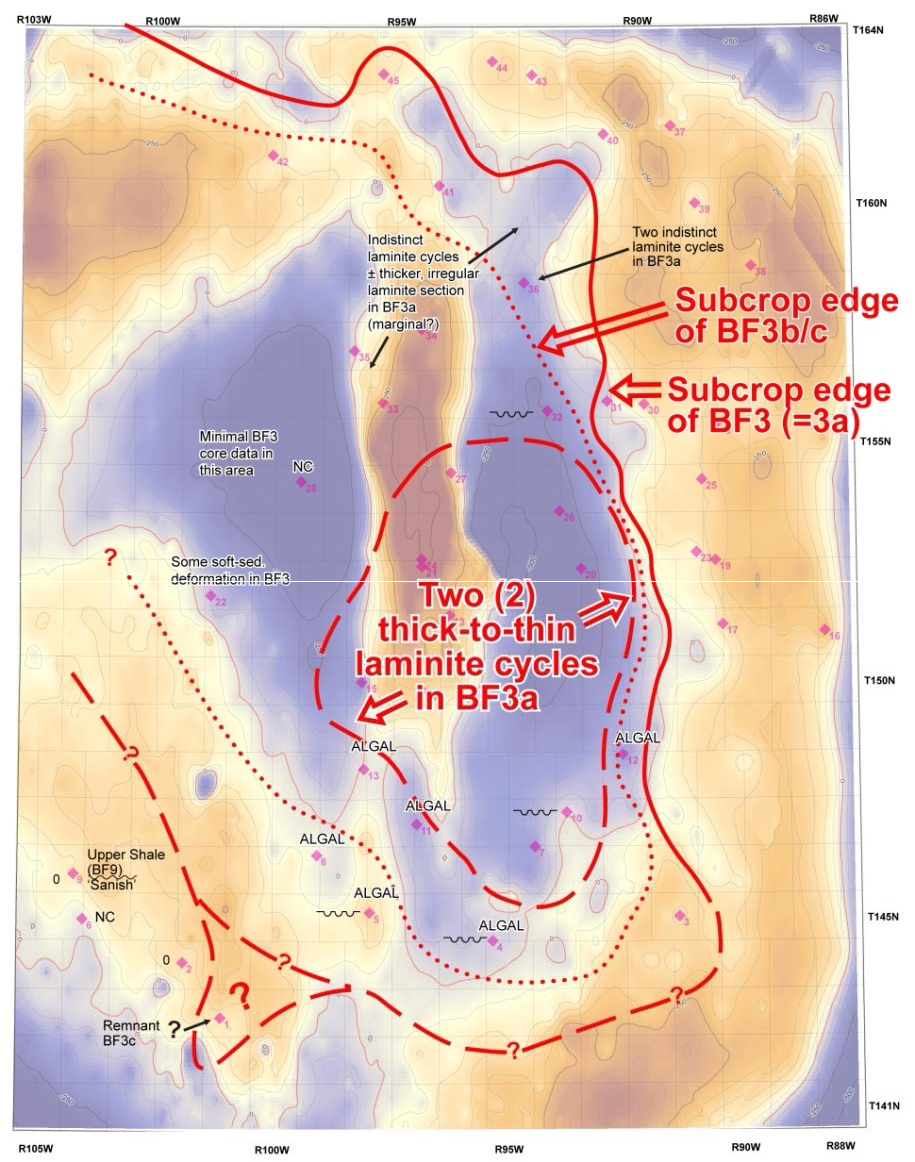 R103W
R100W
R95W
R90W
R86W
T164N
44
45
43
37
40
42
41
T160N
39
Indistinct
laminite cycles
± thicker, irregular
laminite section
in BF3a
(marginal?)
Two indistinct
laminite cycles
in BF3a
38
36
Subcrop edge
of BF3b/c
34
35
Subcrop edge
of BF3 (=3a)
33
31
30
32
Minimal BF3
core data in
this area
NC
28
T155N
27
25
26
?
Some soft-sed.
deformation in BF3
23
19
24
20
22
Two (2)
thick-to-thin
laminite cycles
in BF3a
17
16
15
T150N
ALGAL
ALGAL
?
13
12
ALGAL
11
10
ALGAL
8
7
Upper Shale
(BF9)
'Sanish'
0
9
ALGAL
NC
6
5
3
T145N
ALGAL
4
0
2
?
?
?
Remnant
BF3c
?
1
?
T141N
R105W
R100W
R95W
R90W
R88W